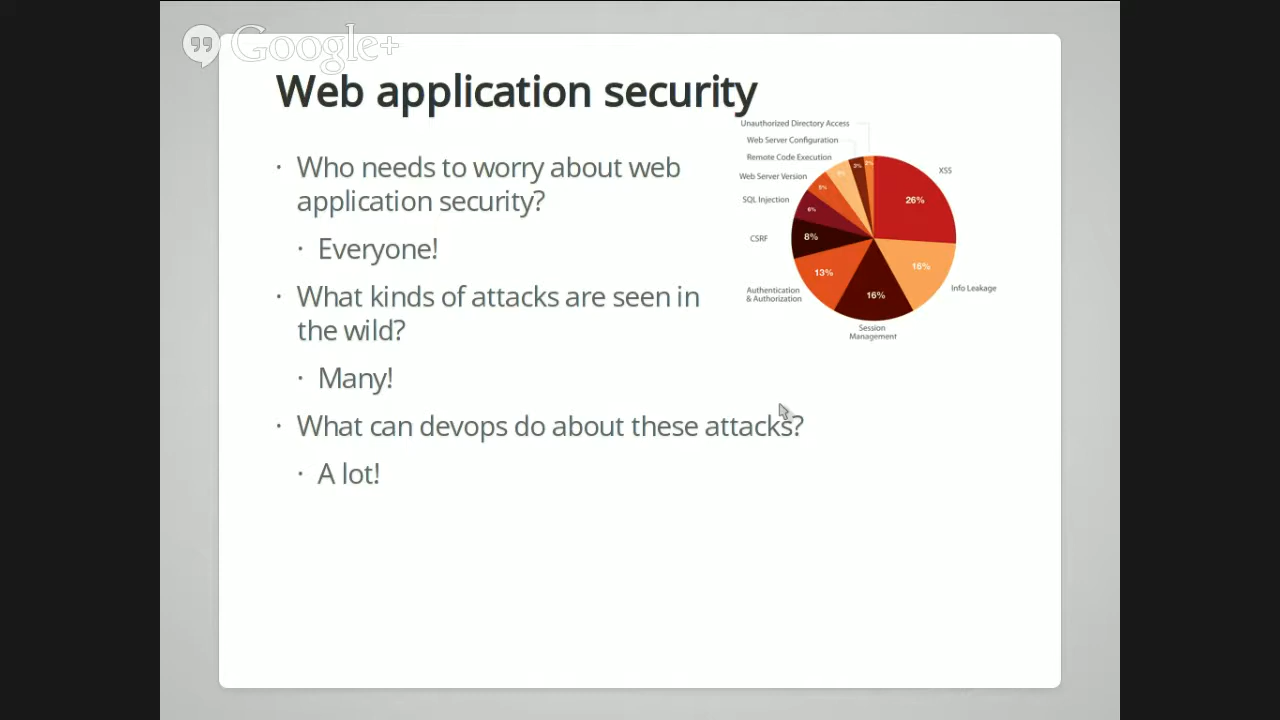 Google+
Web application security
Unauthorized Directory Access
Web Server Configuration
Remote Code Execution
Web Server Version
SQL Injection
CSRF
Authentication
& Authorization
Session
Management
Info Leakage
XSS
26%
16%
16%
13%
8%
6%
5%
2%
· Who needs to worry about web
application security?
· Everyone!
· What kinds of attacks are seen in
the wild?
· Many!
· What can devops do about these attacks?
· A lot!